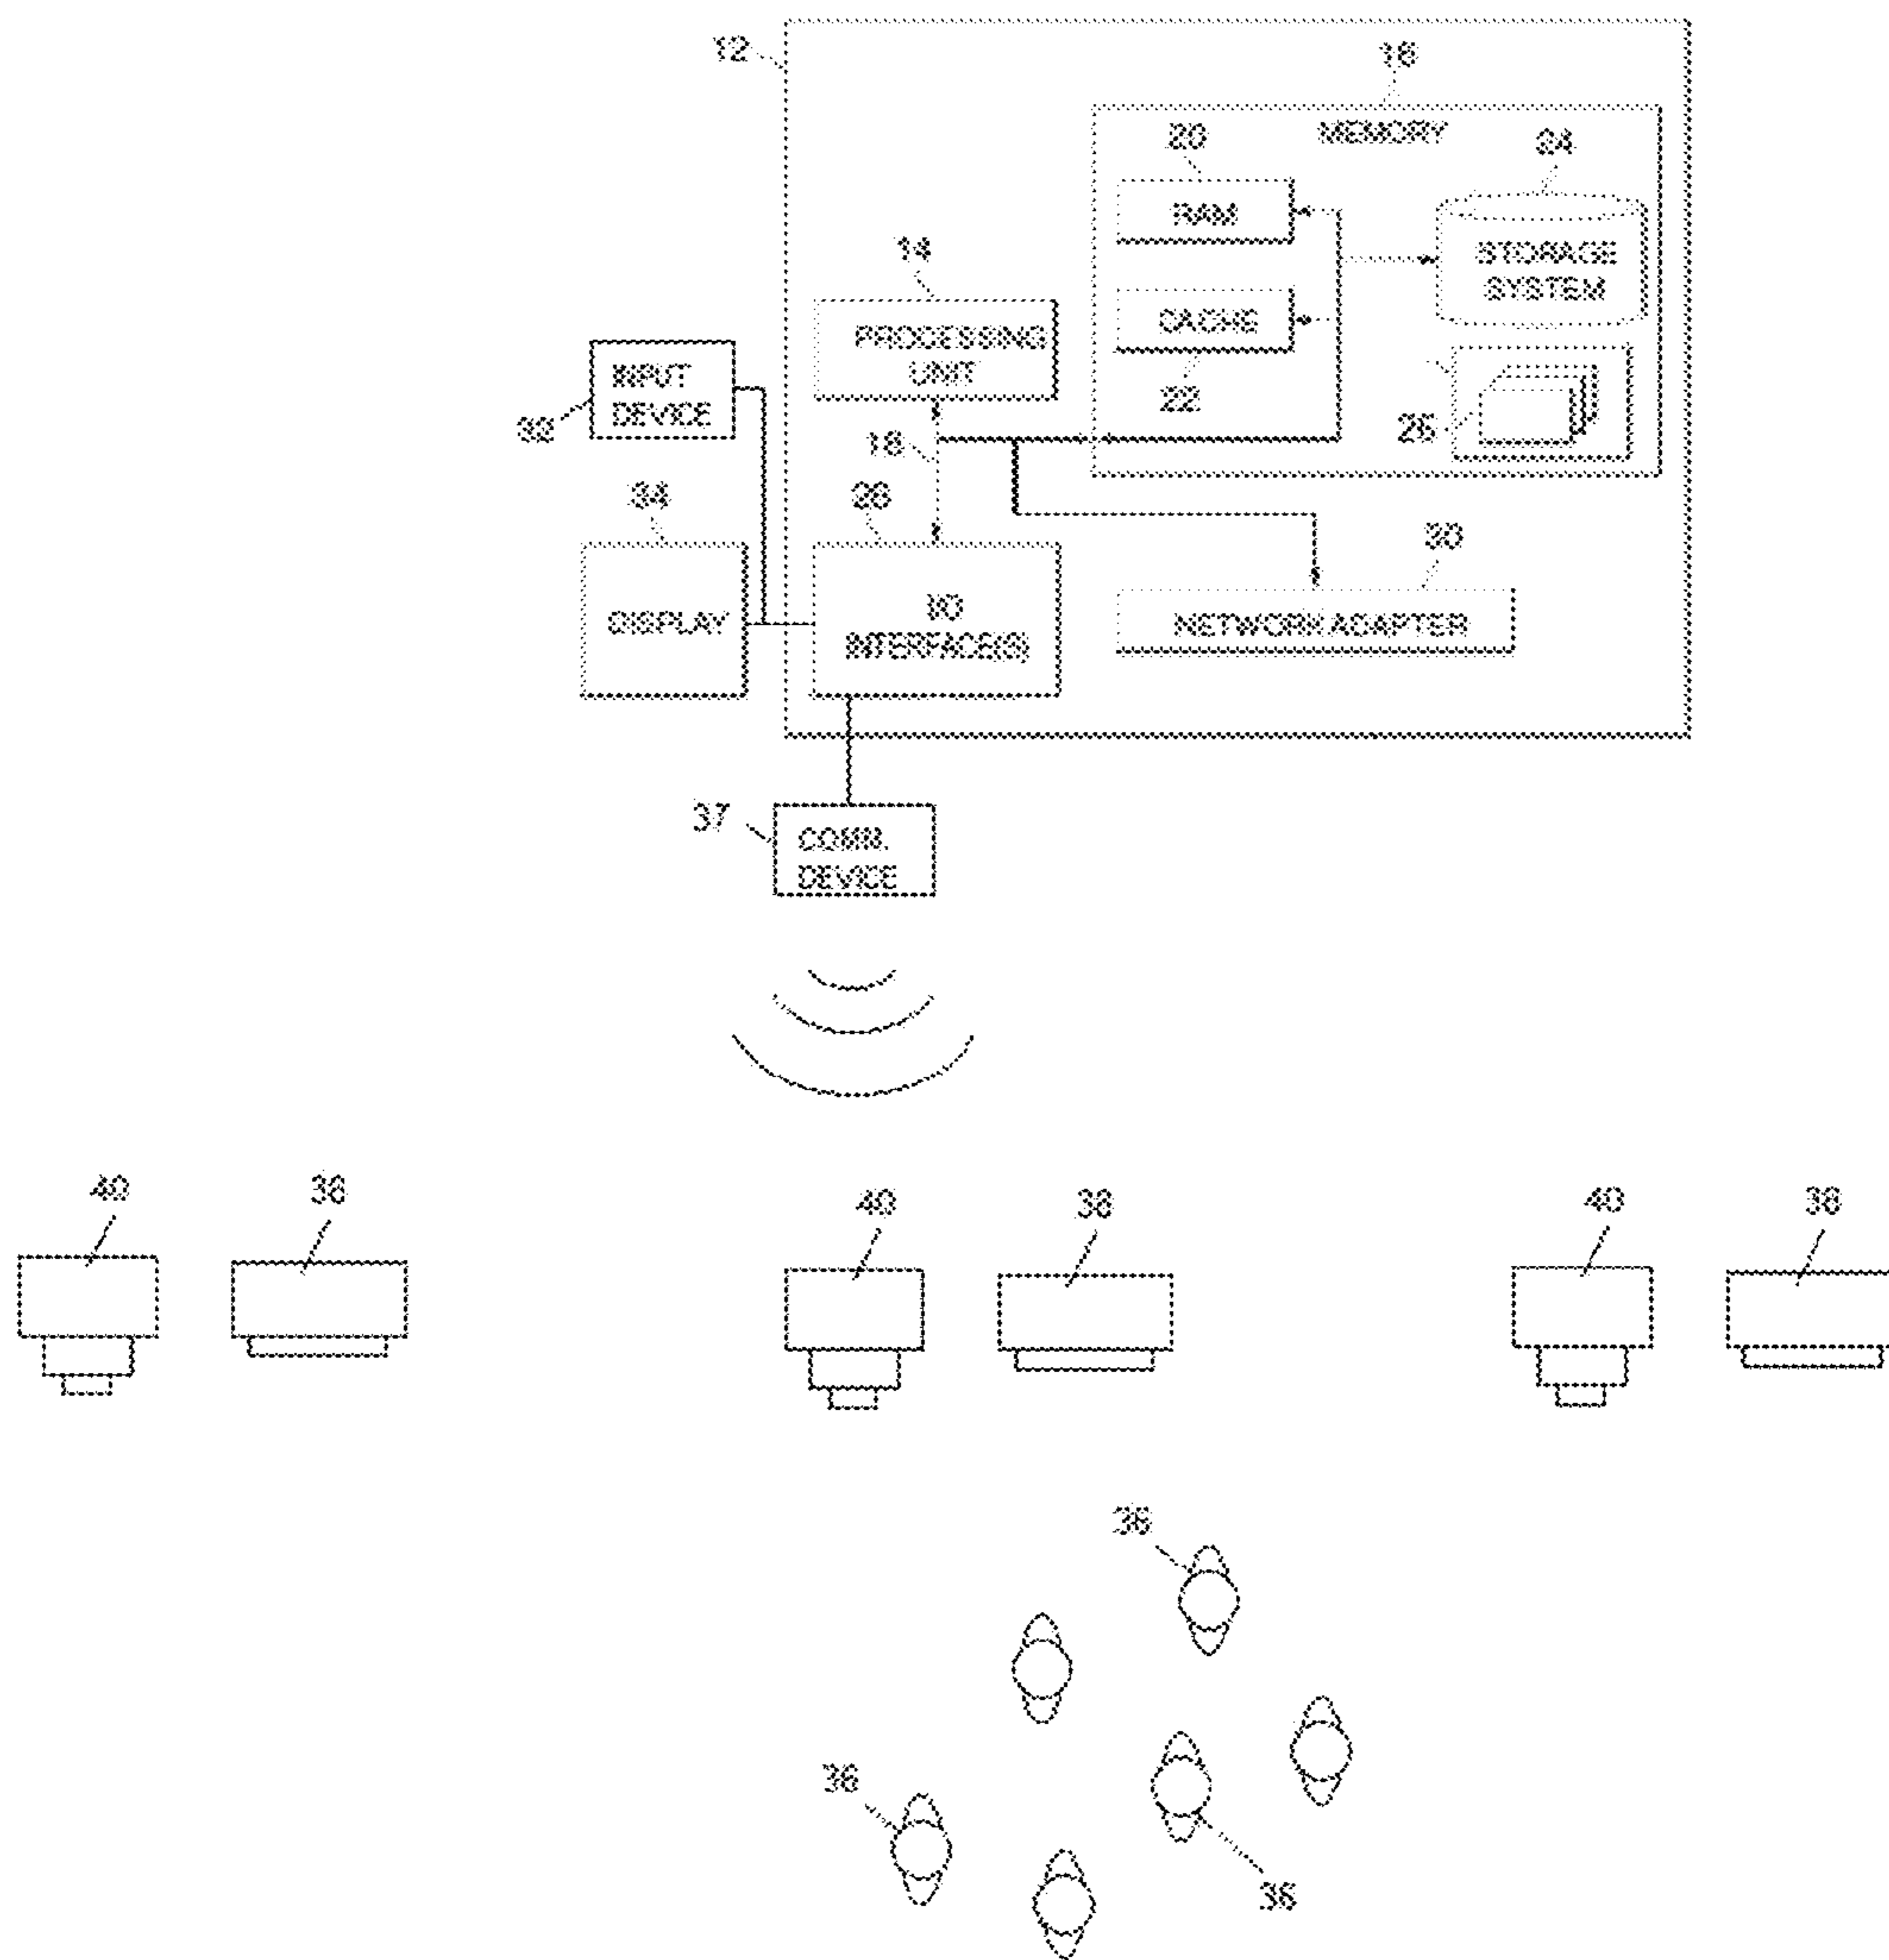 12
16
MEMORY
20
24
RAM
STORAGE
SYSTEM
14
PROCESSING
UNIT
CACHE
22
INPUT
DEVICE
32
26
18
34
28
30
DISPLAY
I/O
INTERFACE(S)
NETWORK ADAPTER
37
COMM.
DEVICE
40
38
40
38
40
38
36
36
36